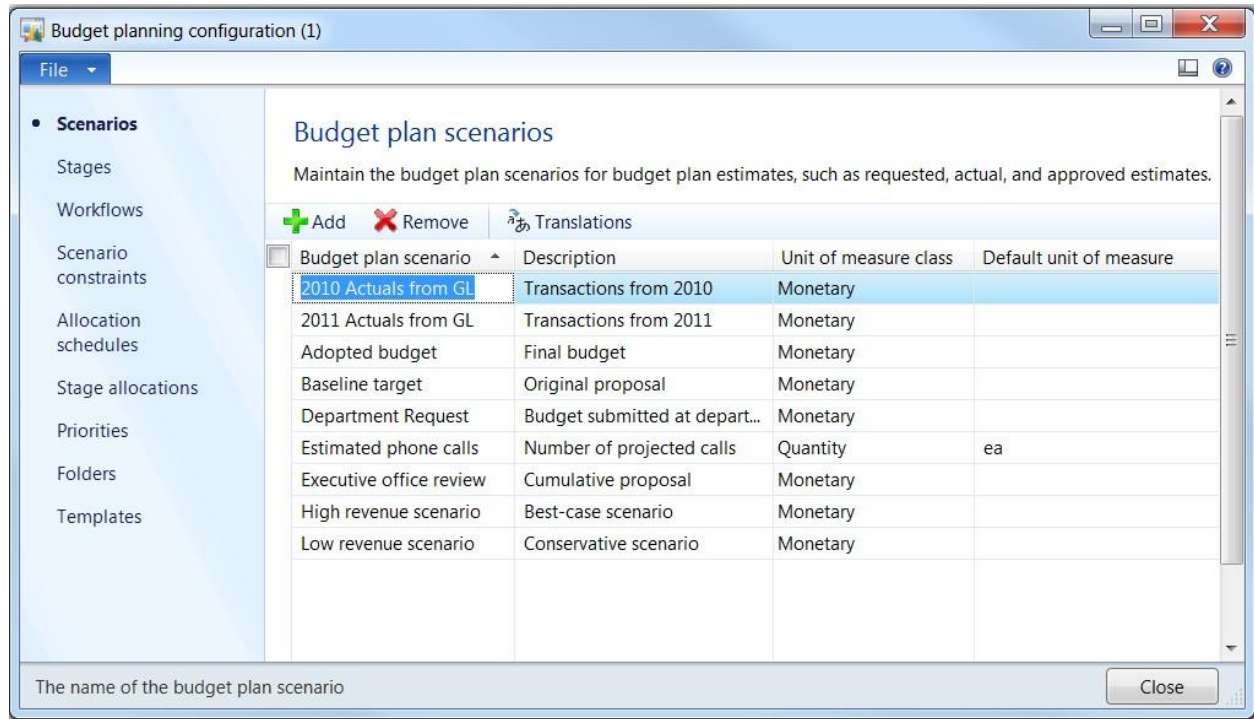 Budget planning configuration (1)
File
Scenarios
Stages
Workflows
Scenario
constraints
Allocation
schedules
Stage allocations
Priorities
Folders
Templates
Budget plan scenarios
Maintain the budget plan scenarios for budget plan estimates, such as requested, actual, and approved estimates.
Add Remove Translations
Budget plan scenario Description Unit of measure class Default unit of measure
2010 Actuals from GL Transactions from 2010 Monetary
2011 Actuals from GL Transactions from 2011 Monetary
Adopted budget Final budget Monetary
Baseline target Original proposal Monetary
Department Request Budget submitted at depart... Monetary
Estimated phone calls Number of projected calls Quantity ea
Executive office review Cumulative proposal Monetary
High revenue scenario Best-case scenario Monetary
Low revenue scenario Conservative scenario Monetary
The name of the budget plan scenario Close